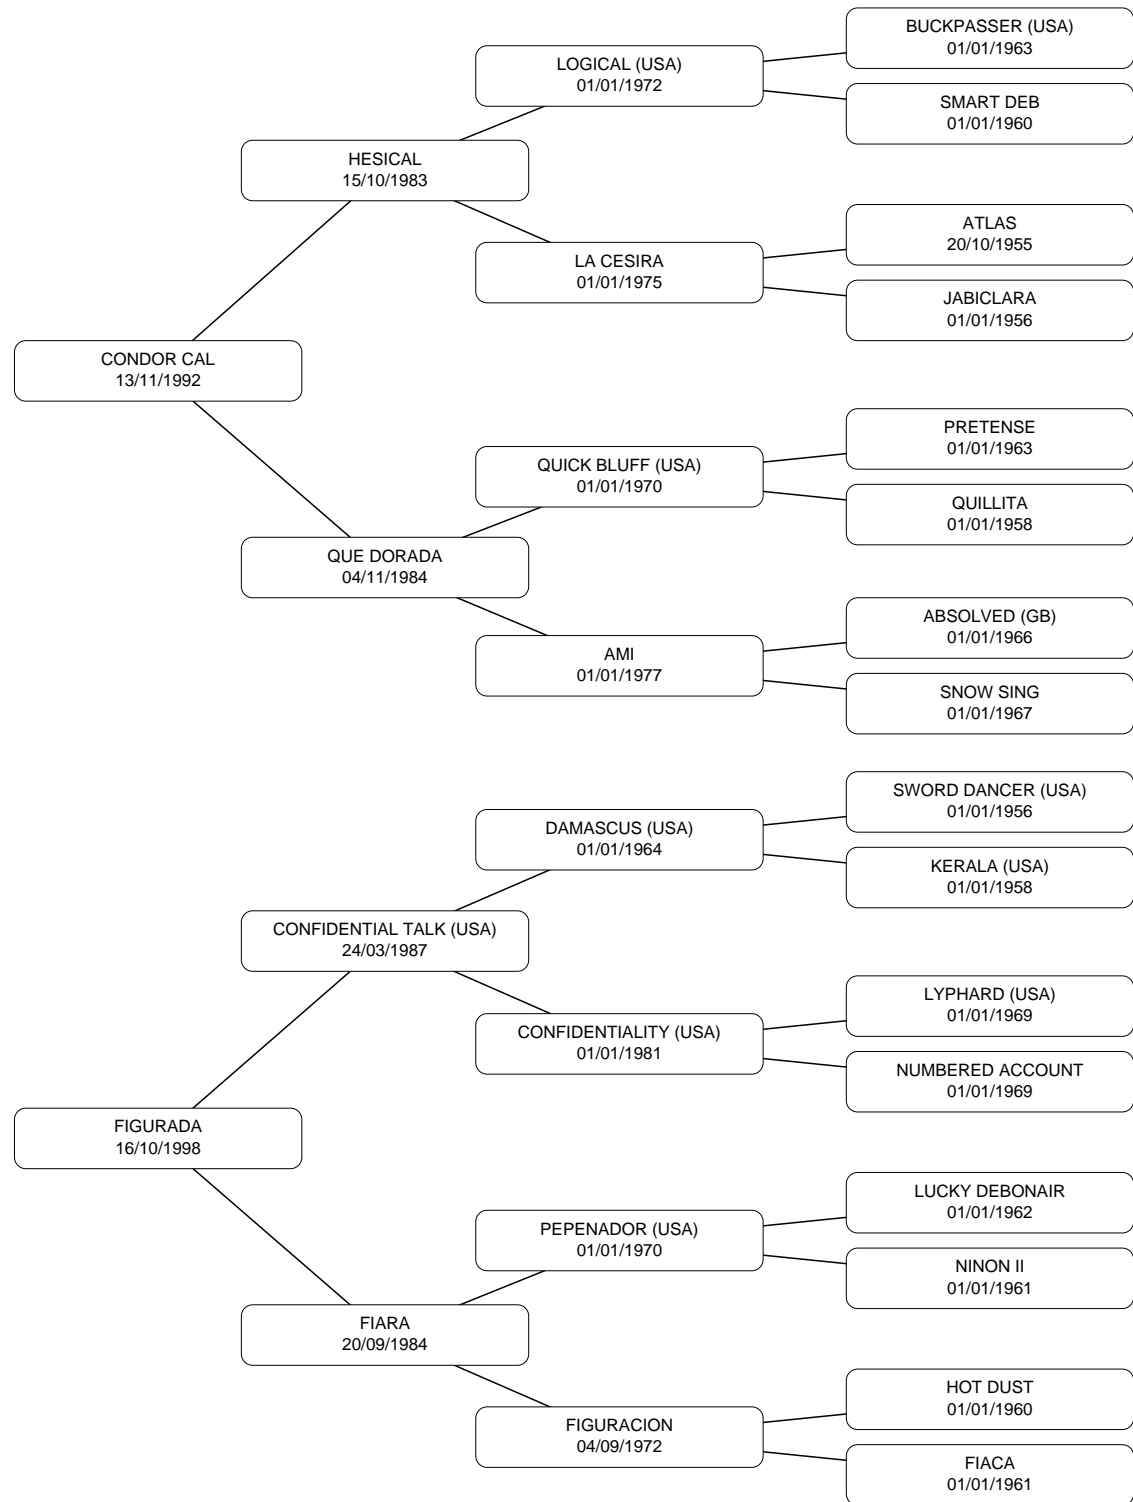 BUCKPASSER (USA)
01/01/1963
LOGICAL (USA)
01/01/1972
SMART DEB
01/01/1960
HESICAL
15/10/1983
ATLAS
20/10/1955
LA CESIRA
01/01/1975
JABICLARA
01/01/1956
CONDOR CAL
13/11/1992
PRETENSE
01/01/1963
QUICK BLUFF (USA)
01/01/1970
QUILLITA
01/01/1958
QUE DORADA
04/11/1984
ABSOLVED (GB)
01/01/1966
AMI
01/01/1977
SNOW SING
01/01/1967
SWORD DANCER (USA)
01/01/1956
DAMASCUS (USA)
01/01/1964
KERALA (USA)
01/01/1958
CONFIDENTIAL TALK (USA)
24/03/1987
LYPHARD (USA)
01/01/1969
CONFIDENTIALITY (USA)
01/01/1981
NUMBERED ACCOUNT
01/01/1969
FIGURADA
16/10/1998
LUCKY DEBONAIR
01/01/1962
PEPENADOR (USA)
01/01/1970
NINON II
01/01/1961
FIARA
20/09/1984
HOT DUST
01/01/1960
FIGURACION
04/09/1972
FIACA
01/01/1961